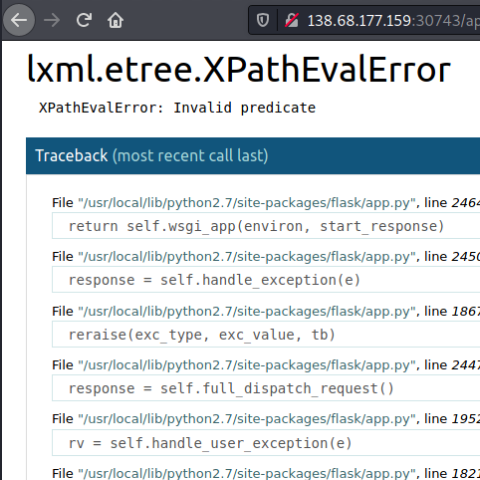 138.68.177.159:30743/ap
lxml.etree.XPathEvalError
XPathEvalError: Invalid predicate
Traceback (most recent call last)
File "/usr/local/lib/python2.7/site-packages/flask/app.py", line 2464
return self.wsgi_app(environ, start_response)
File "/usr/local/lib/python2.7/site-packages/flask/app.py", line 2450
response = self.handle_exception(e)
File "/usr/local/lib/python2.7/site-packages/flask/app.py", line 1867
reraise(exc_type, exc_value, tb)
File "/usr/local/lib/python2.7/site-packages/flask/app.py", line 2447
response = self.full_dispatch_request()
File "/usr/local/lib/python2.7/site-packages/flask/app.py", line 1952
rv = self.handle_user_exception(e)
File "/usr/local/lib/python2.7/site-packages/flask/app.py", line 1821